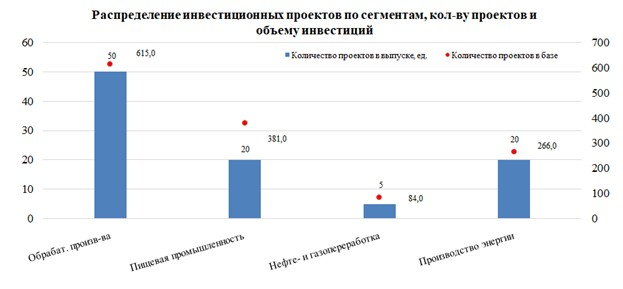 Распределение инвестиционных проектов по сегментам, кол-ву проектов и
объему инвестиций
Количество проектов в выпуске, ед.
Количество проектов в базе
60
50
40
30
20
10
0
700
600
500
400
300
200
100
0
50
615,0
20
381,0
5
84,0
20
266,0
Обрабат. произв-ва
Пищевая промышленность
Нефте- и газопереработка
Производство энергии